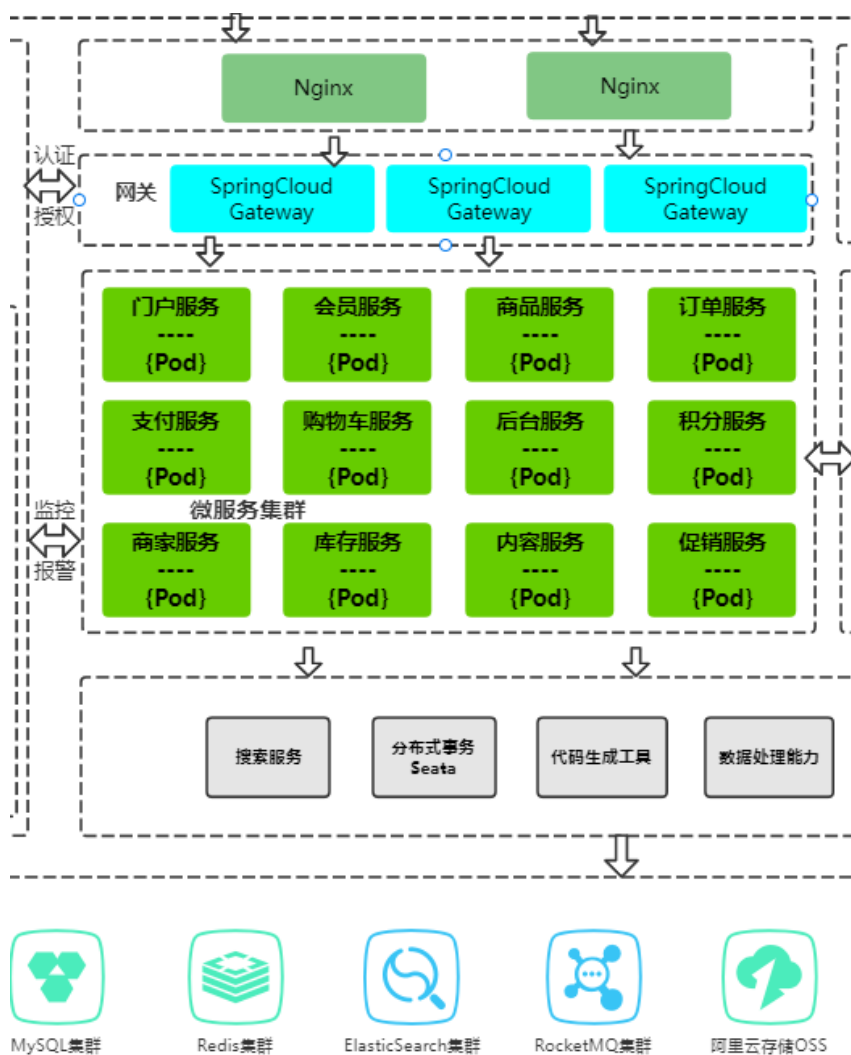 Nginx
Nginx
认证
授权
网关
SpringCloud
Gateway
SpringCloud
Gateway
SpringCloud
Gateway
门户服务
----
{Pod}
会员服务
----
{Pod}
商品服务
----
{Pod}
订单服务
----
{Pod}
支付服务
----
{Pod}
购物车服务
----
{Pod}
后台服务
----
{Pod}
积分服务
----
{Pod}
监控
报警
微服务集群
商家服务
----
{Pod}
库存服务
----
{Pod}
内容服务
----
{Pod}
促销服务
----
{Pod}
搜索服务
分布式事务
Seata
代码生成工具
数据处理能力
MySQL集群
Redis集群
ElasticSearch集群
RocketMQ集群
阿里云存储OSS